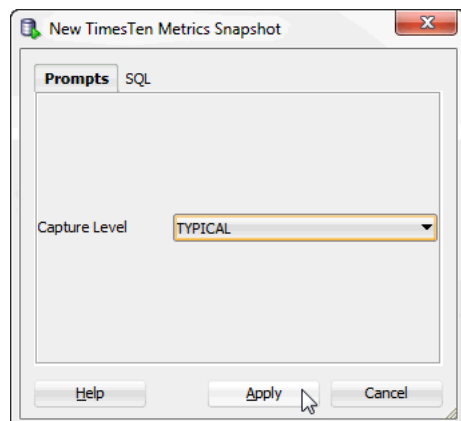 New TimesTen Metrics Snapshot
Prompts SQL
Capture Level TYPICAL
Help Apply Cancel